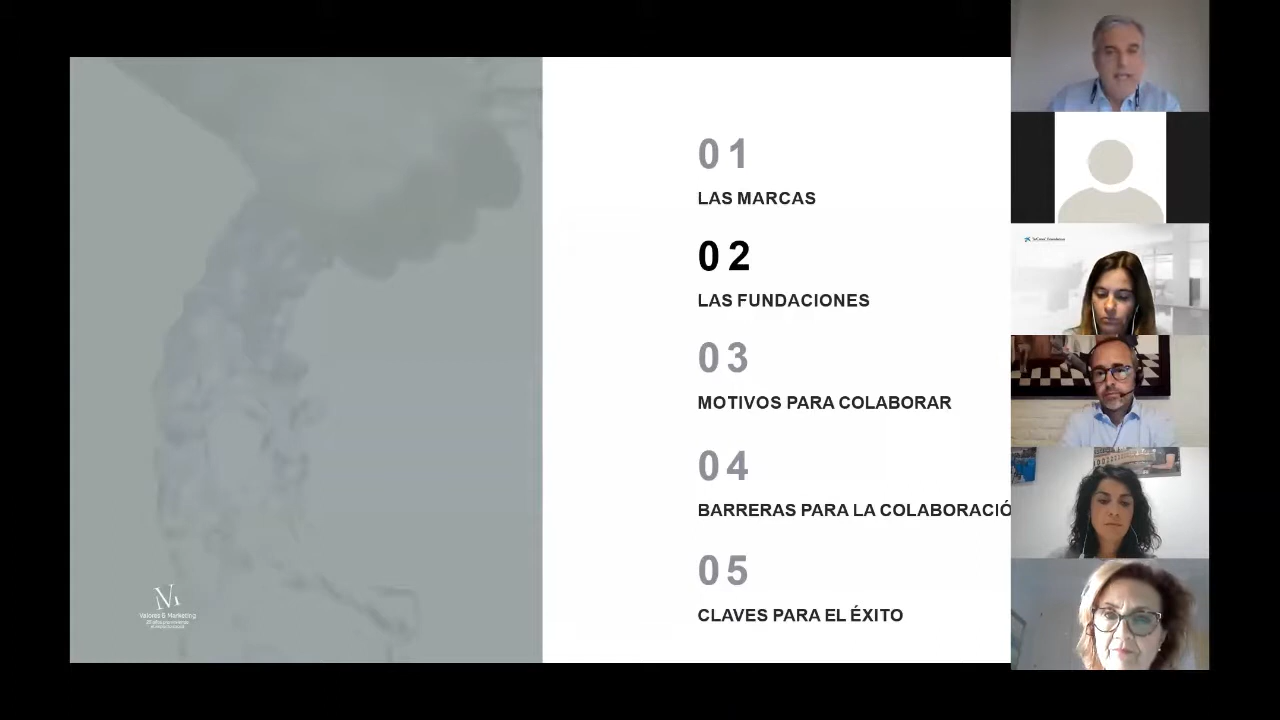 01
LAS MARCAS
02
LAS FUNDACIONES
03
MOTIVOS PARA COLABORAR
04
BARRERAS PARA LA COLABORACIÓ
05
CLAVES PARA EL ÉXITO
Valores & Marketing